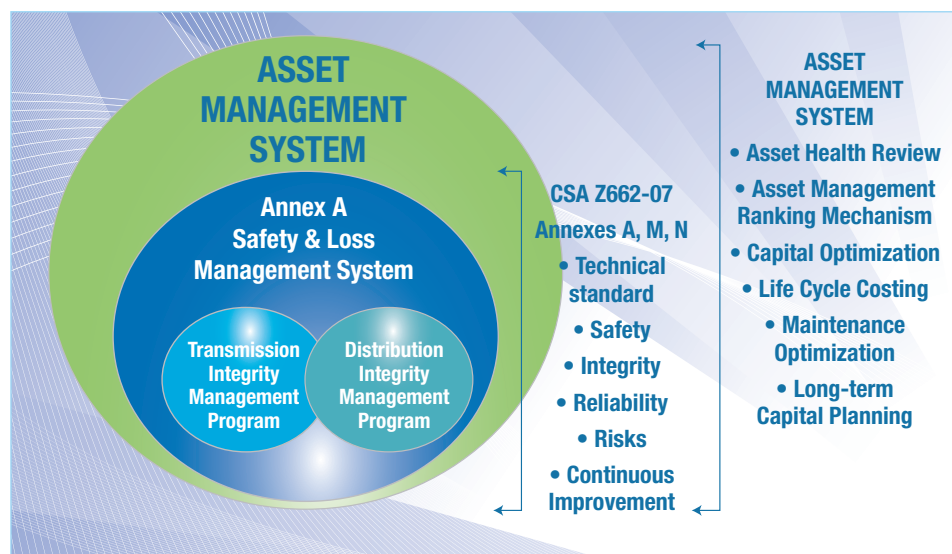 ASSET
MANAGEMENT
SYSTEM
Annex A
Safety & Loss
Management System
Transmission
Integrity
Management
Program
Distribution
Integrity
Management
Program
CSA Z662-07
Annexes A, M, N
• Technical
standard
• Safety
• Integrity
• Reliability
• Risks
• Continuous
Improvement
ASSET
MANAGEMENT
SYSTEM
• Asset Health Review
• Asset Management
Ranking Mechanism
• Capital Optimization
• Life Cycle Costing
• Maintenance
Optimization
• Long-term
Capital Planning